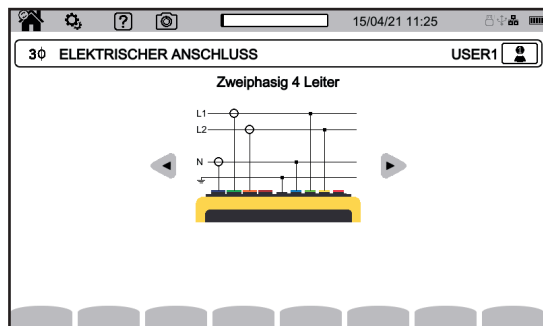 15/04/21 11:25
3ϕ ELEKTRISCHER ANSCHLUSS USER1
Zweiphasig 4 Leiter
L1
L2
N